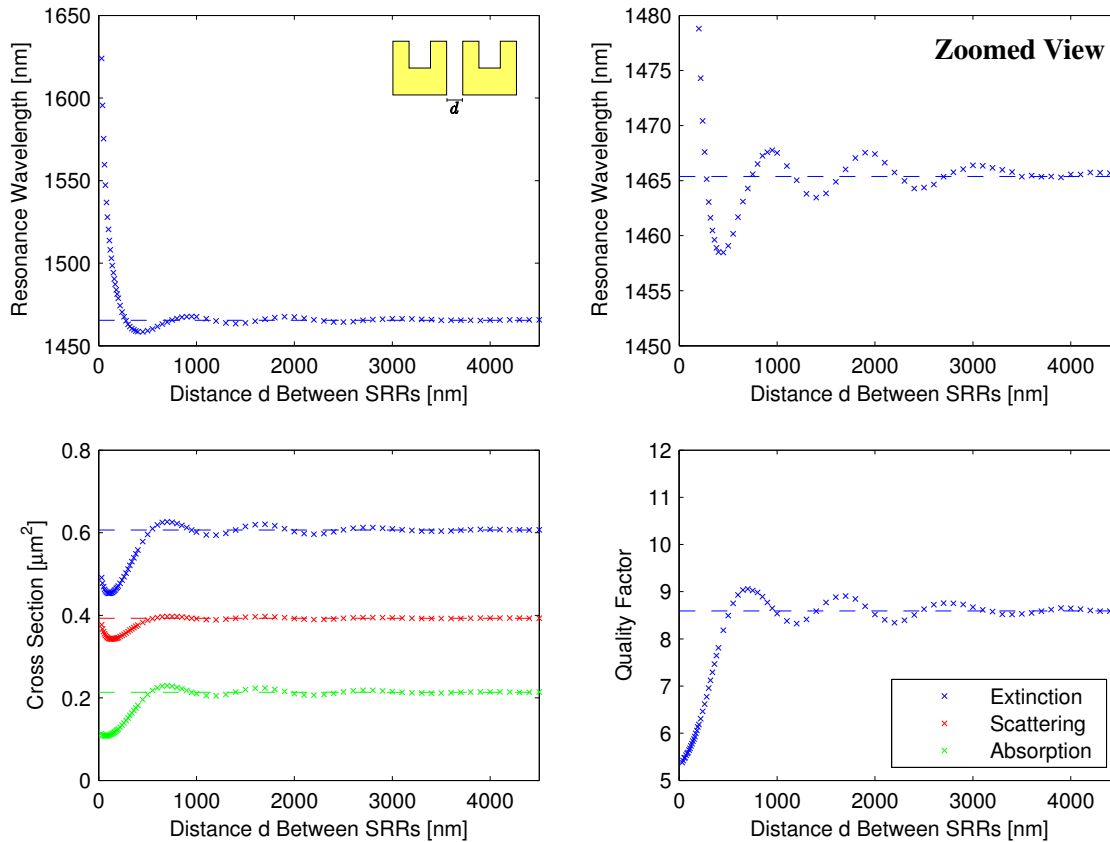 1650
1600
1550
1500
1450
Resonance Wavelength [nm]
d
0 1000 2000 3000 4000
Distance d Between SRRs [nm]
1480
1475
1470
1465
1460
1455
1450
Resonance Wavelength [nm]
Zoomed View
0 1000 2000 3000 4000
Distance d Between SRRs [nm]
0.8
0.6
0.4
0.2
0
Cross Section [μm²]
0 1000 2000 3000 4000
Distance d Between SRRs [nm]
12
11
10
9
8
7
6
5
Quality Factor
Extinction
Scattering
Absorption
0 1000 2000 3000 4000
Distance d Between SRRs [nm]